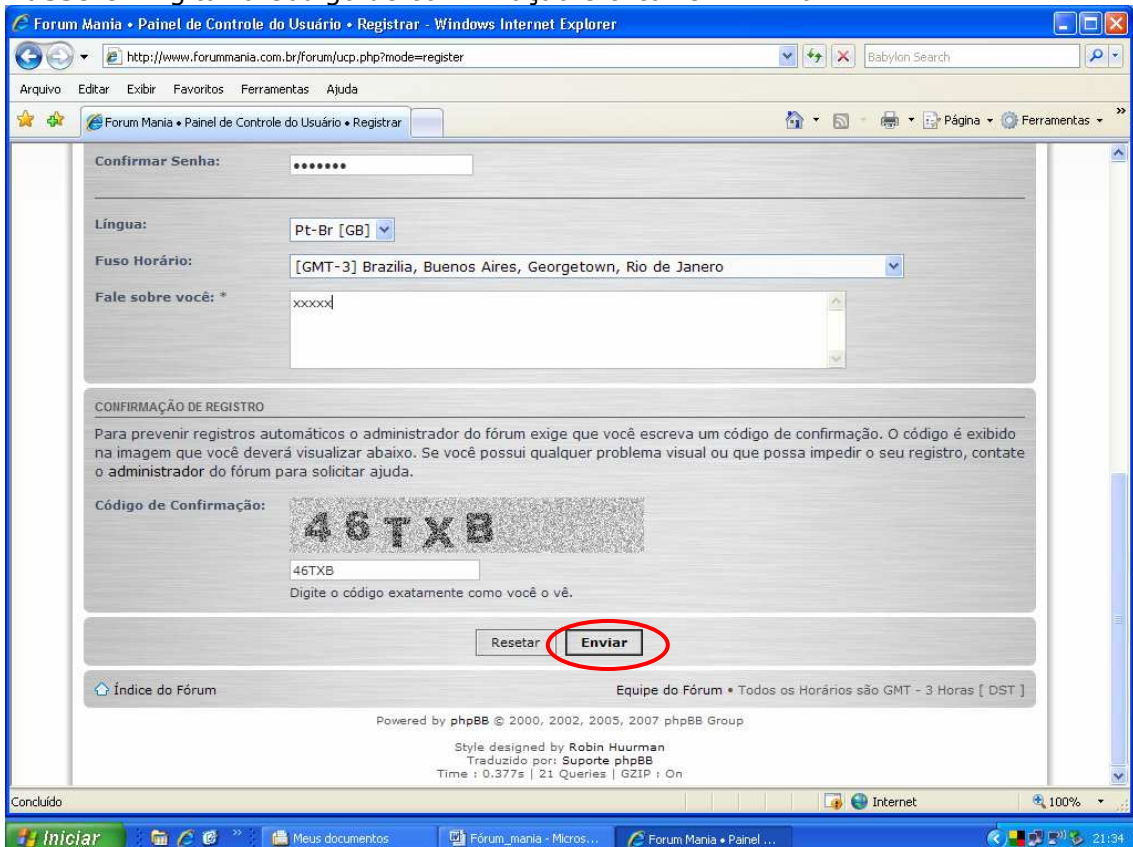 Forum Mania • Painel de Controle do Usuário • Registrar - Windows Internet Explorer
http://www.forummania.com.br/forum/ucp.php?mode=register
Babylon Search
Arquivo Editar Exibir Favoritos Ferramentas Ajuda
Forum Mania • Painel de Controle do Usuário • Registrar
Página Ferramentas
Confirmar Senha: •••••••
Língua: Pt-Br [GB]
Fuso Horário: [GMT-3] Brazilia, Buenos Aires, Georgetown, Rio de Janero
Fale sobre você: * xxxxx
CONFIRMAÇÃO DE REGISTRO
Para prevenir registros automáticos o administrador do fórum exige que você escreva um código de confirmação. O código é exibido
na imagem que você deverá visualizar abaixo. Se você possui qualquer problema visual ou que possa impedir o seu registro, contate
o administrador do fórum para solicitar ajuda.
Código de Confirmação: 46TXB
46TXB
Digite o código exatamente como você o vê.
Resetar Enviar
Índice do Fórum Equipe do Fórum • Todos os Horários são GMT - 3 Horas [ DST ]
Powered by phpBB © 2000, 2002, 2005, 2007 phpBB Group
Style designed by Robin Huurman
Traduzido por: Suporte phpBB
Time : 0.377s | 21 Queries | GZIP : On
Concluído Internet 100%
Iniciar Meus documentos Fórum_mania - Micros... Forum Mania • Painel ... 21:34